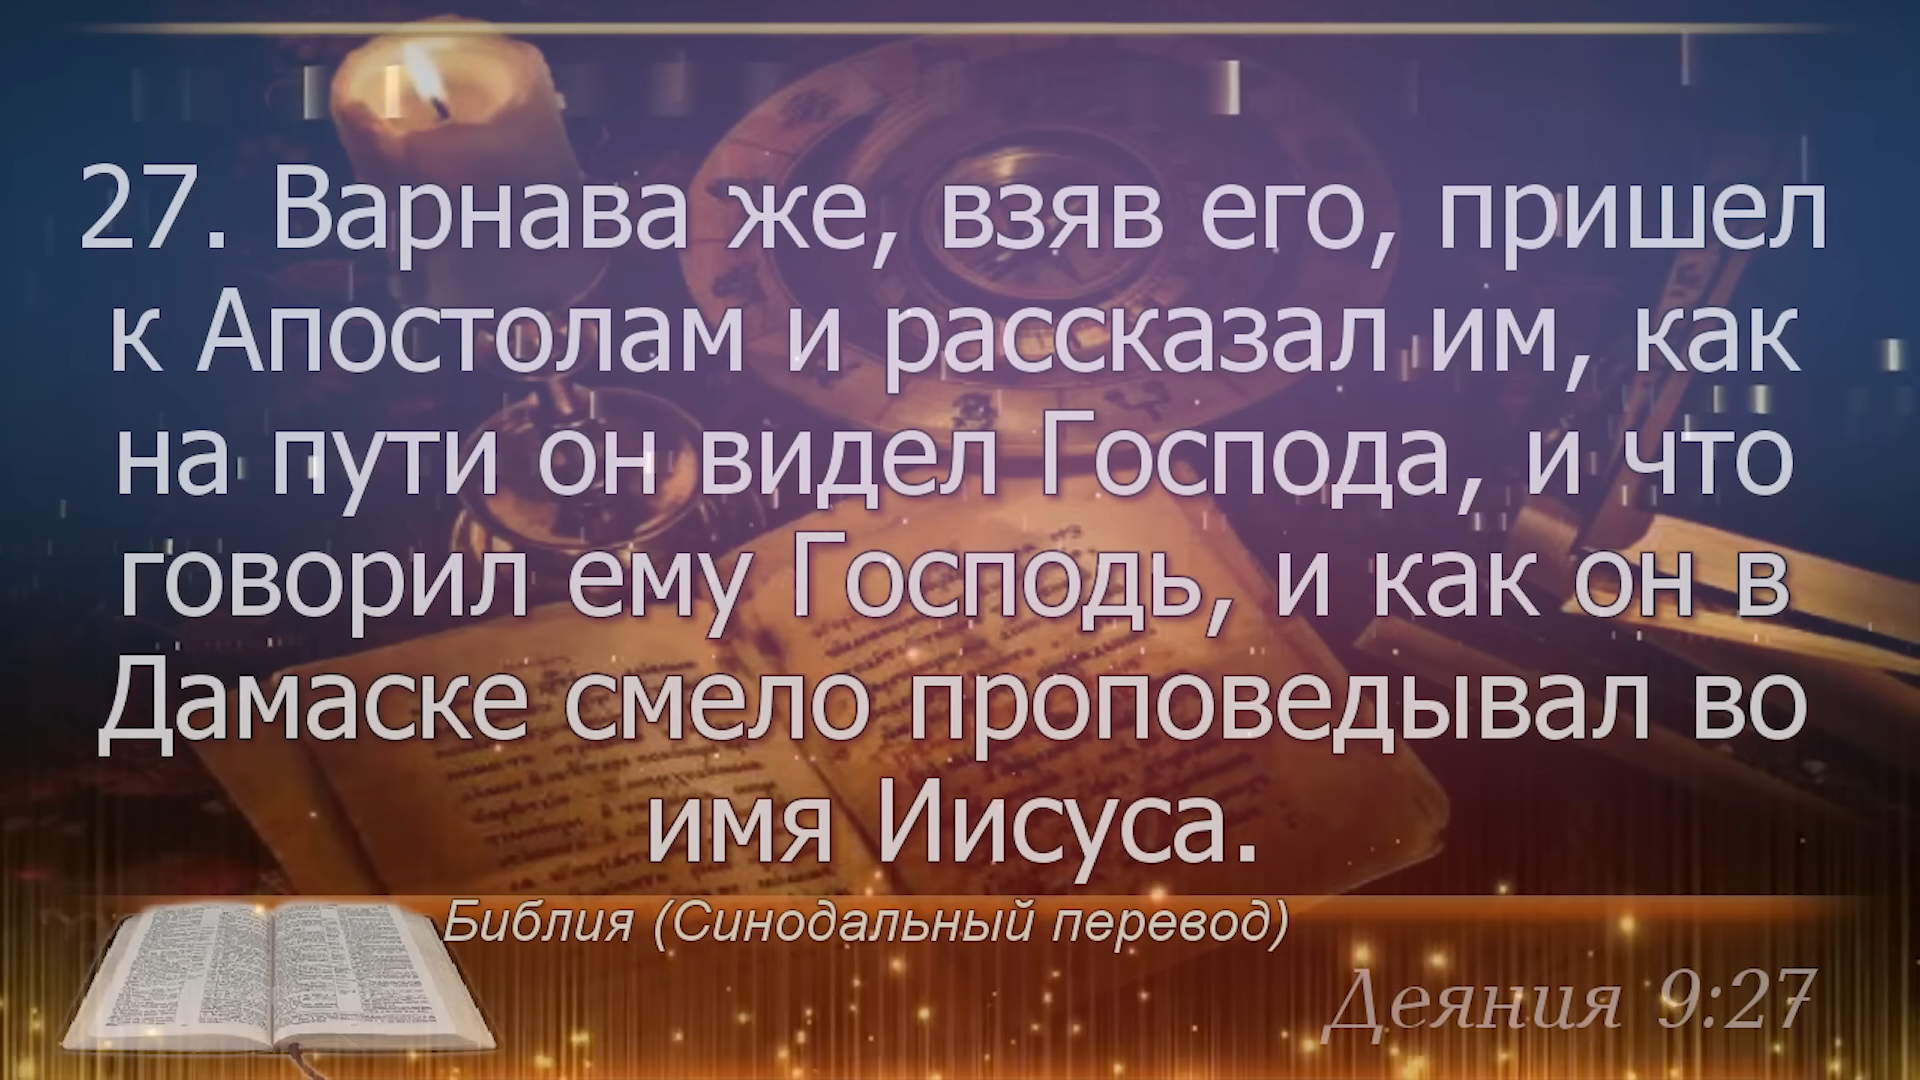 27. Варнава же, взяв его, пришел
к Апостолам и рассказал им, как
на пути он видел Господа, и что
говорил ему Господь, и как он в
Дамаске смело проповедывал во
имя Иисуса.
Библия (Синодальный перевод)
Деяния 9:27